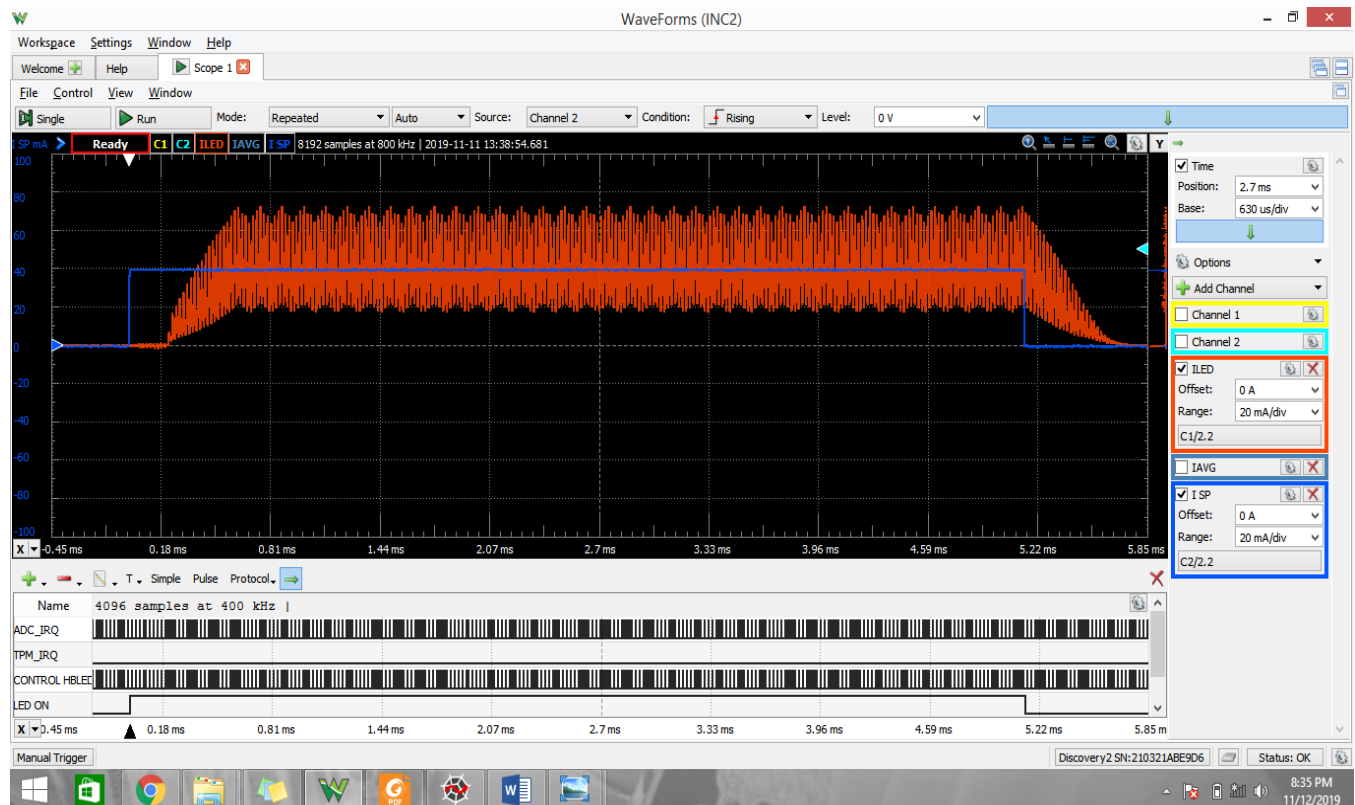 WaveForms (INC2)
Workspace Settings Window Help
Welcome Help Scope 1
File Control View Window
Single Run Mode: Repeated Auto Source: Channel 2 Condition: Rising Level: 0 V
I SP mA Ready C1 C2 ILED IAVG I SP 8192 samples at 800 kHz | 2019-11-11 13:38:54.681 Y
100
80
60
40
20
0
-20
-40
-60
-80
-100
X -0.45 ms 0.18 ms 0.81 ms 1.44 ms 2.07 ms 2.7 ms 3.33 ms 3.96 ms 4.59 ms 5.22 ms 5.85 ms
Time
Position: 2.7 ms
Base: 630 us/div
Options
Add Channel
Channel 1
Channel 2
ILED
Offset: 0 A
Range: 20 mA/div
C1/2.2
IAVG
I SP
Offset: 0 A
Range: 20 mA/div
C2/2.2
T Simple Pulse Protocol
Name 4096 samples at 400 kHz |
ADC_IRQ
TPM_IRQ
CONTROL HBLED
LED ON
X 0.45 ms 0.18 ms 0.81 ms 1.44 ms 2.07 ms 2.7 ms 3.33 ms 3.96 ms 4.59 ms 5.22 ms 5.85 m
Manual Trigger Discovery2 SN:210321ABE9D6 Status: OK
PDF
8:35 PM
11/12/2019